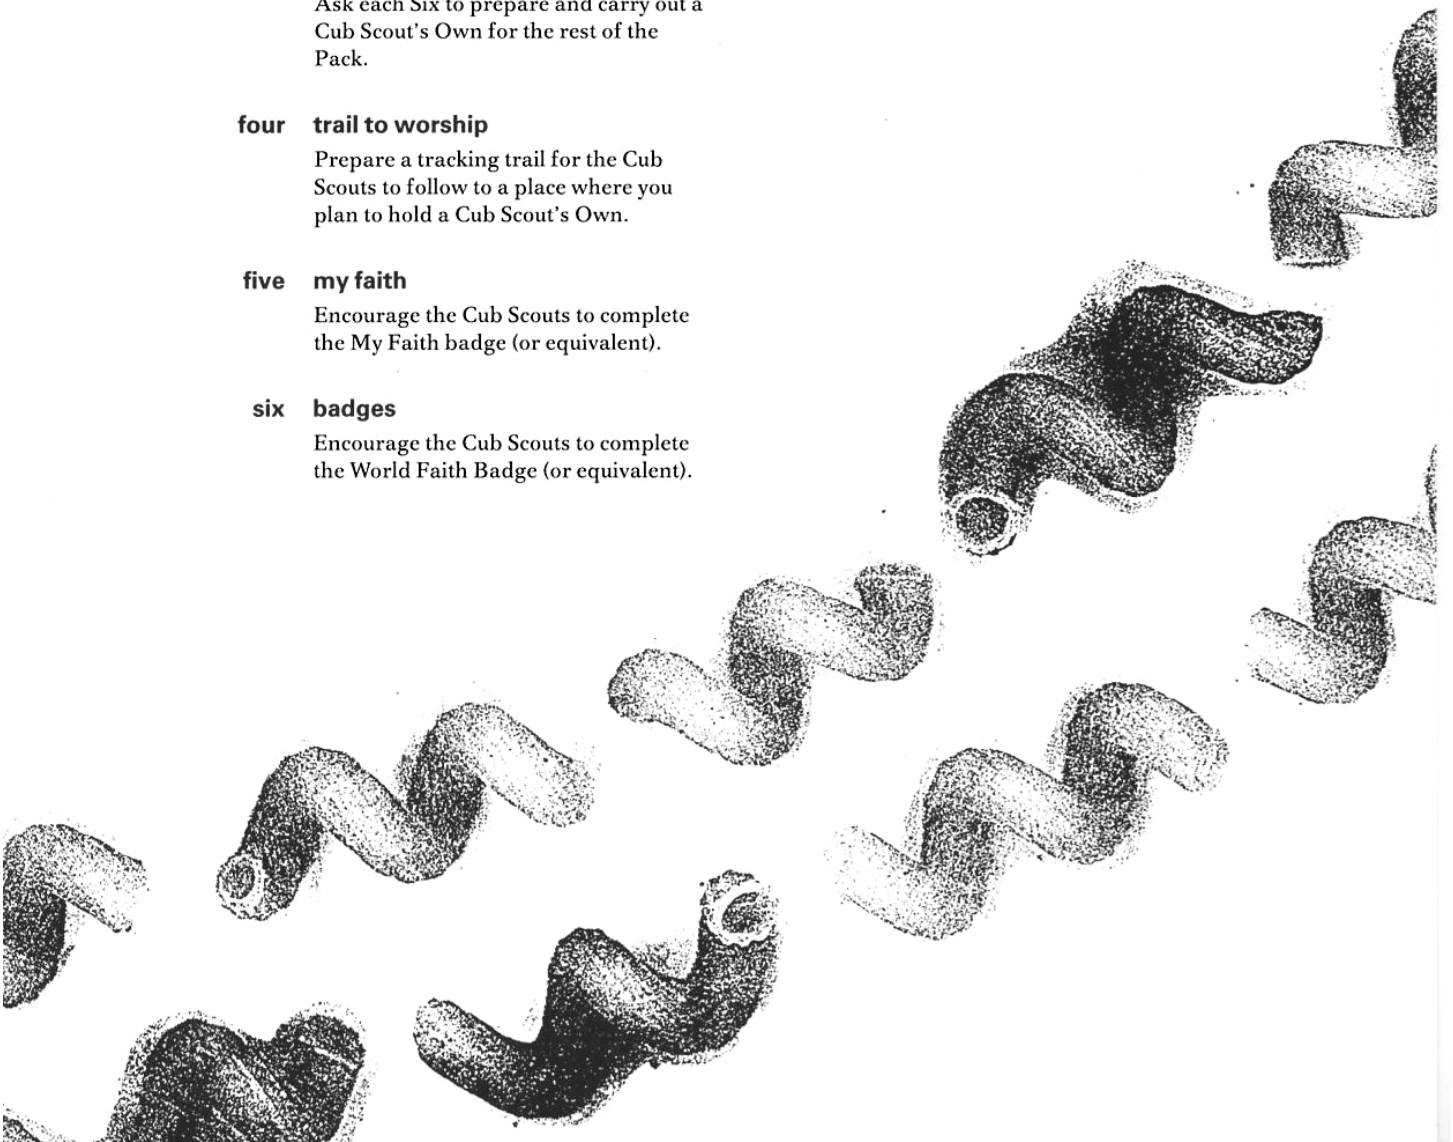 Ask each Six to prepare and carry out a
Cub Scout's Own for the rest of the
Pack.
four trail to worship
Prepare a tracking trail for the Cub
Scouts to follow to a place where you
plan to hold a Cub Scout's Own.
five my faith
Encourage the Cub Scouts to complete
the My Faith badge (or equivalent).
six badges
Encourage the Cub Scouts to complete
the World Faith Badge (or equivalent).